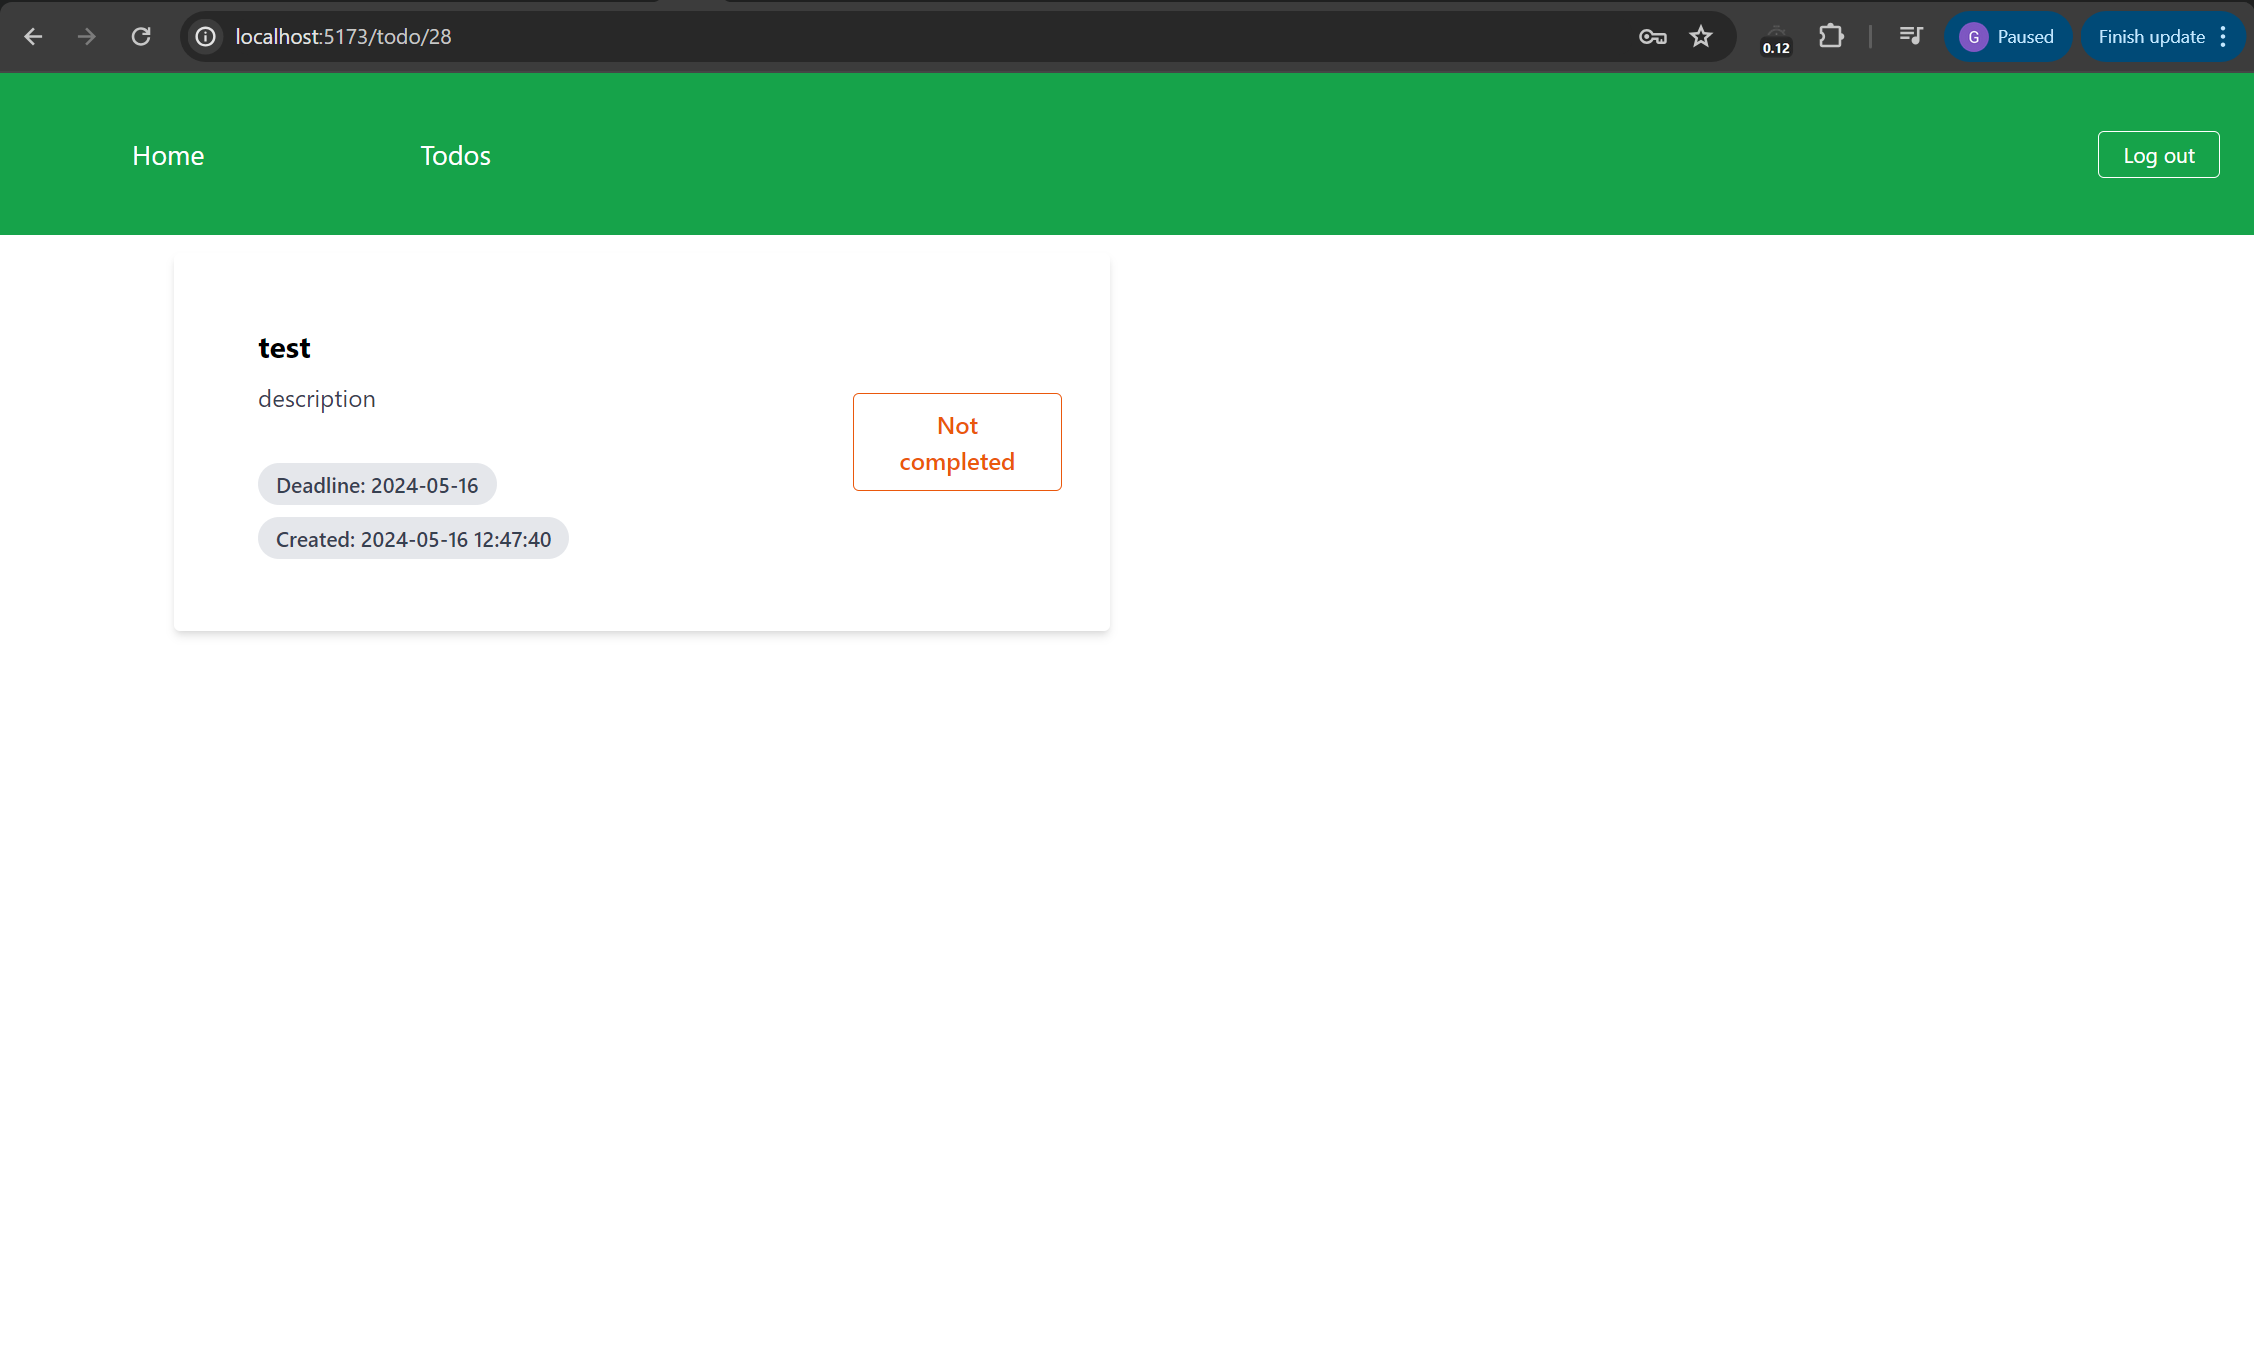 localhost:5173/todo/28
0.12
G Paused
Finish update
Home
Todos
Log out
test
description
Not
completed
Deadline: 2024-05-16
Created: 2024-05-16 12:47:40